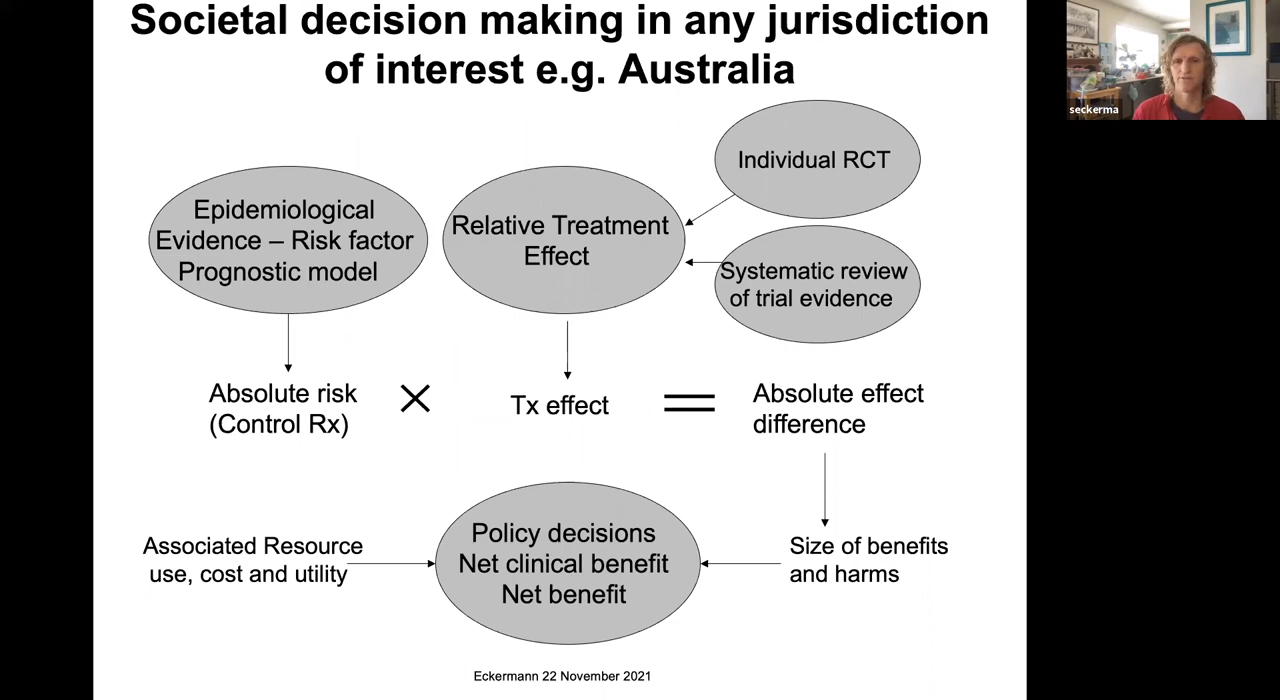 Societal decision making in any jurisdiction
of interest e.g. Australia
seckerma
Individual RCT
Epidemiological
Evidence – Risk factor
Prognostic model
Relative Treatment
Effect
Systematic review
of trial evidence
Absolute risk
(Control Rx)
×
Tx effect
=
Absolute effect
difference
Associated Resource
use, cost and utility
Policy decisions
Net clinical benefit
Net benefit
Size of benefits
and harms
Eckermann 22 November 2021